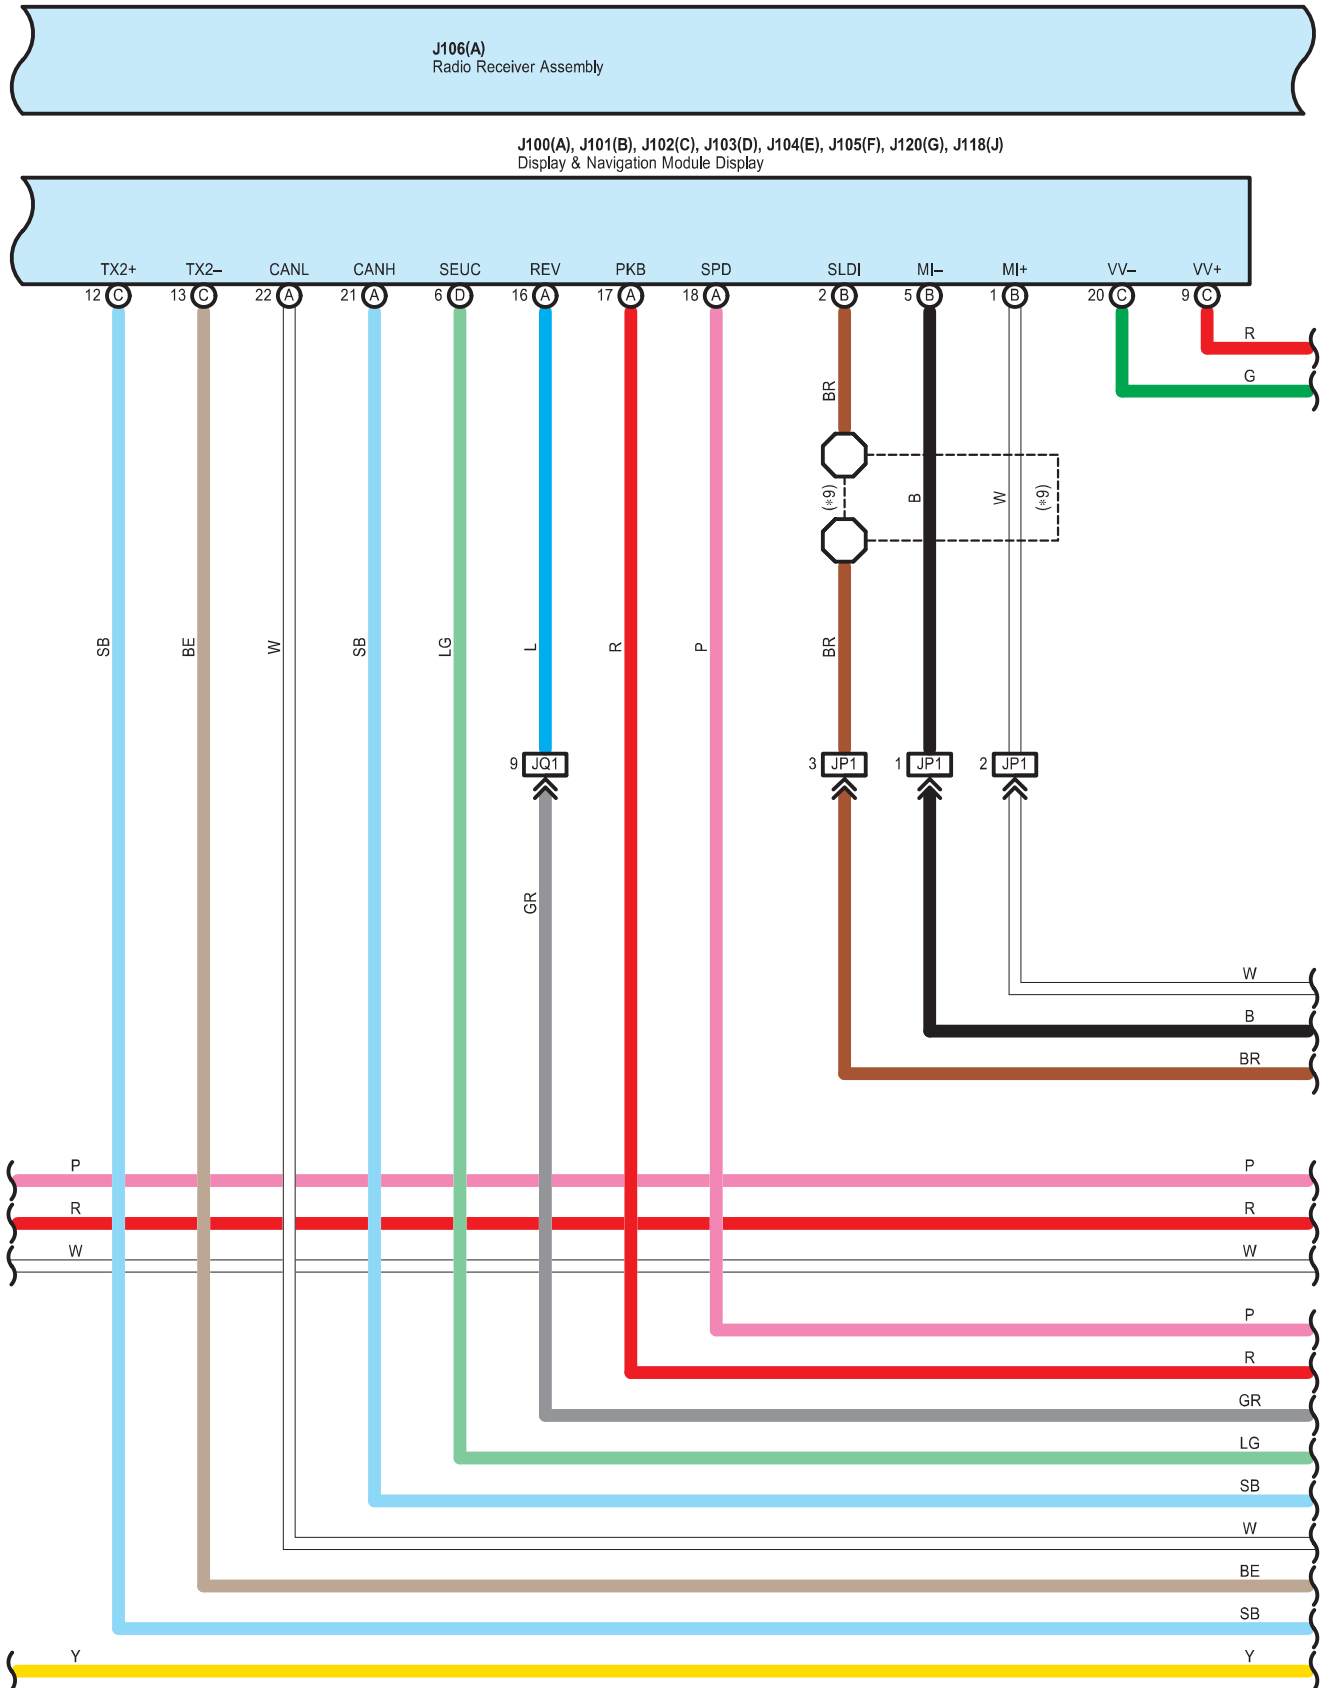 J106(A)
Radio Receiver Assembly
J100(A), J101(B), J102(C), J103(D), J104(E), J105(F), J120(G), J118(J)
Display & Navigation Module Display
TX2+ TX2– CANL CANH SEUC REV PKB SPD SLDI MI– MI+ VV– VV+
12 C 13 C 22 A 21 A 6 D 16 A 17 A 18 A 2 B 5 B 1 B 20 C 9 C
R
G
BR
(*9) B W (*9)
SB BE W SB LG L R P BR
9 JQ1 3 JP1 1 JP1 2 JP1
GR
W
B
BR
P P
R R
W W
P
R
GR
LG
SB
W
BE
SB
Y Y